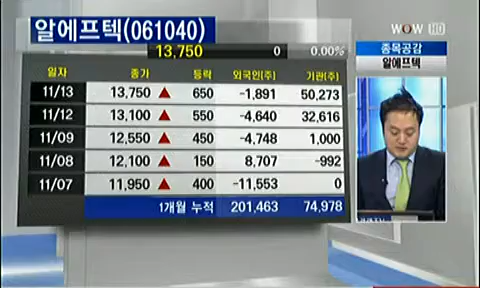 알에프텍(061040)
WOW HD
13,750 0 0.00%
종목공감
알에프텍
일자 종가 등락 외국인(주) 기관(주)
11/13 13,750 ▲ 650 -1,891 50,273
11/12 13,100 ▲ 550 -4,640 32,616
11/09 12,550 ▲ 450 -4,748 1,000
11/08 12,100 ▲ 150 8,707 -992
11/07 11,950 ▲ 400 -11,553 0
1개월 누적 201,463 74,978